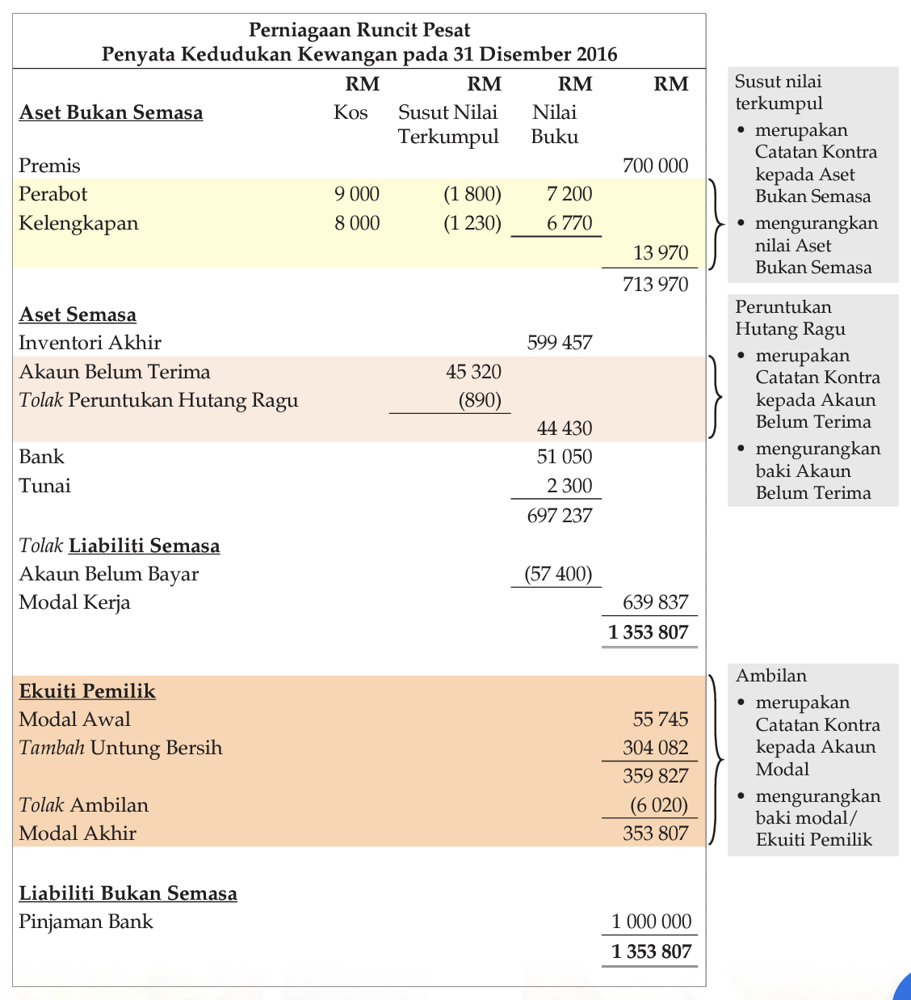 Perniagaan Runcit Pesat
Penyata Kedudukan Kewangan pada 31 Disember 2016
RM RM RM RM
Aset Bukan Semasa Kos Susut Nilai Nilai
Terkumpul Buku
Premis 700 000
Perabot 9 000 (1 800) 7 200
Kelengkapan 8 000 (1 230) 6 770
13 970
713 970
Aset Semasa
Inventori Akhir 599 457
Akaun Belum Terima 45 320
Tolak Peruntukan Hutang Ragu (890)
44 430
Bank 51 050
Tunai 2 300
697 237
Tolak Liabiliti Semasa
Akaun Belum Bayar (57 400)
Modal Kerja 639 837
1 353 807
Ekuiti Pemilik
Modal Awal 55 745
Tambah Untung Bersih 304 082
359 827
Tolak Ambilan (6 020)
Modal Akhir 353 807
Liabiliti Bukan Semasa
Pinjaman Bank 1 000 000
1 353 807
Susut nilai
terkumpul
• merupakan
Catatan Kontra
kepada Aset
Bukan Semasa
• mengurangkan
nilai Aset
Bukan Semasa
Peruntukan
Hutang Ragu
• merupakan
Catatan Kontra
kepada Akaun
Belum Terima
• mengurangkan
baki Akaun
Belum Terima
Ambilan
• merupakan
Catatan Kontra
kepada Akaun
Modal
• mengurangkan
baki modal/
Ekuiti Pemilik